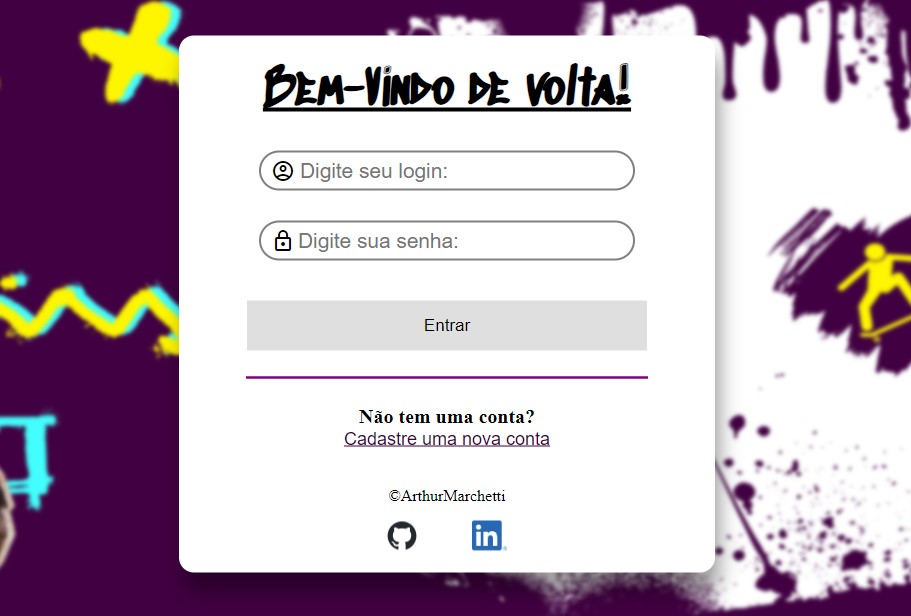 Bem-Vindo de volta!
Digite seu login:
Digite sua senha:
Entrar
Não tem uma conta?
Cadastre uma nova conta
©ArthurMarchetti
in